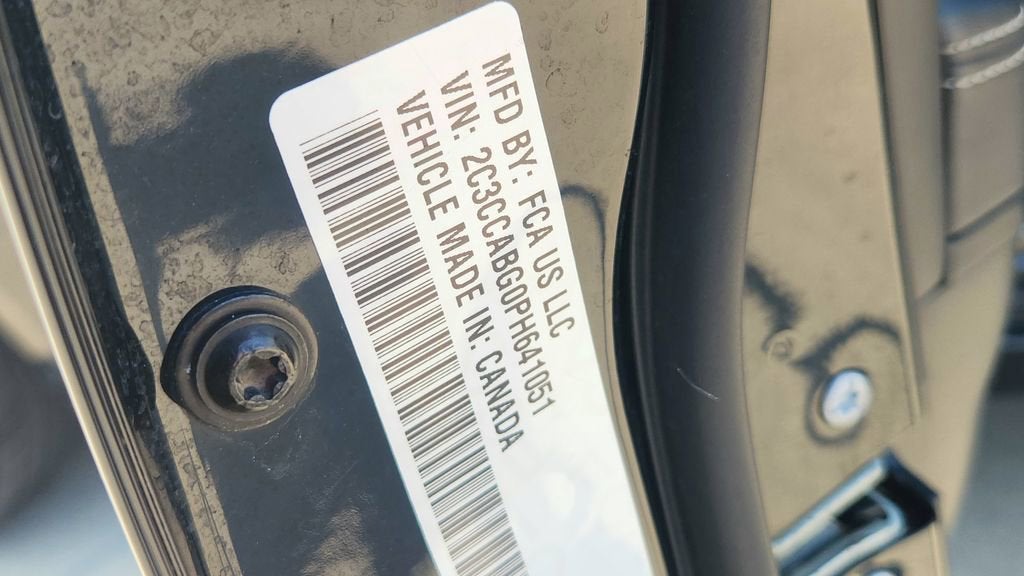 MFD BY: FCA US LLC
VIN: 2C3CCABG0PH641051
VEHICLE MADE IN: CANADA